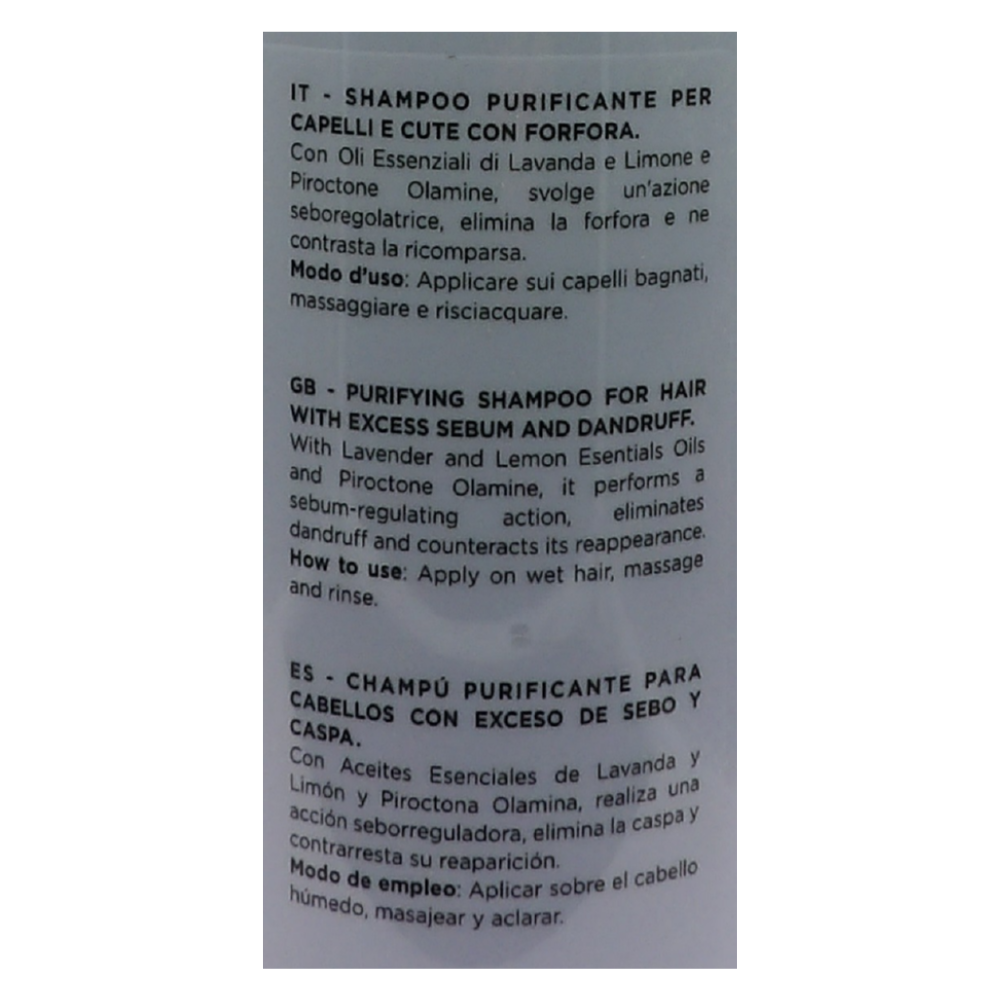 IT - SHAMPOO PURIFICANTE PER
CAPELLI E CUTE CON FORFORA.
Con Oli Essenziali di Lavanda e Limone e
Piroctone Olamine, svolge un'azione
seboregolatrice, elimina la forfora e ne
contrasta la ricomparsa.
Modo d'uso: Applicare sui capelli bagnati,
massaggiare e risciacquare.
GB - PURIFYING SHAMPOO FOR HAIR
WITH EXCESS SEBUM AND DANDRUFF.
With Lavender and Lemon Esentials Oils
and Piroctone Olamine, it performs a
sebum-regulating action, eliminates
dandruff and counteracts its reappearance.
How to use: Apply on wet hair, massage
and rinse.
ES - CHAMPÚ PURIFICANTE PARA
CABELLOS CON EXCESO DE SEBO Y
CASPA.
Con Aceites Esenciales de Lavanda y
Limón y Piroctona Olamina, realiza una
acción seborreguladora, elimina la caspa y
contrarresta su reaparición.
Modo de empleo: Aplicar sobre el cabello
húmedo, masajear y aclarar.